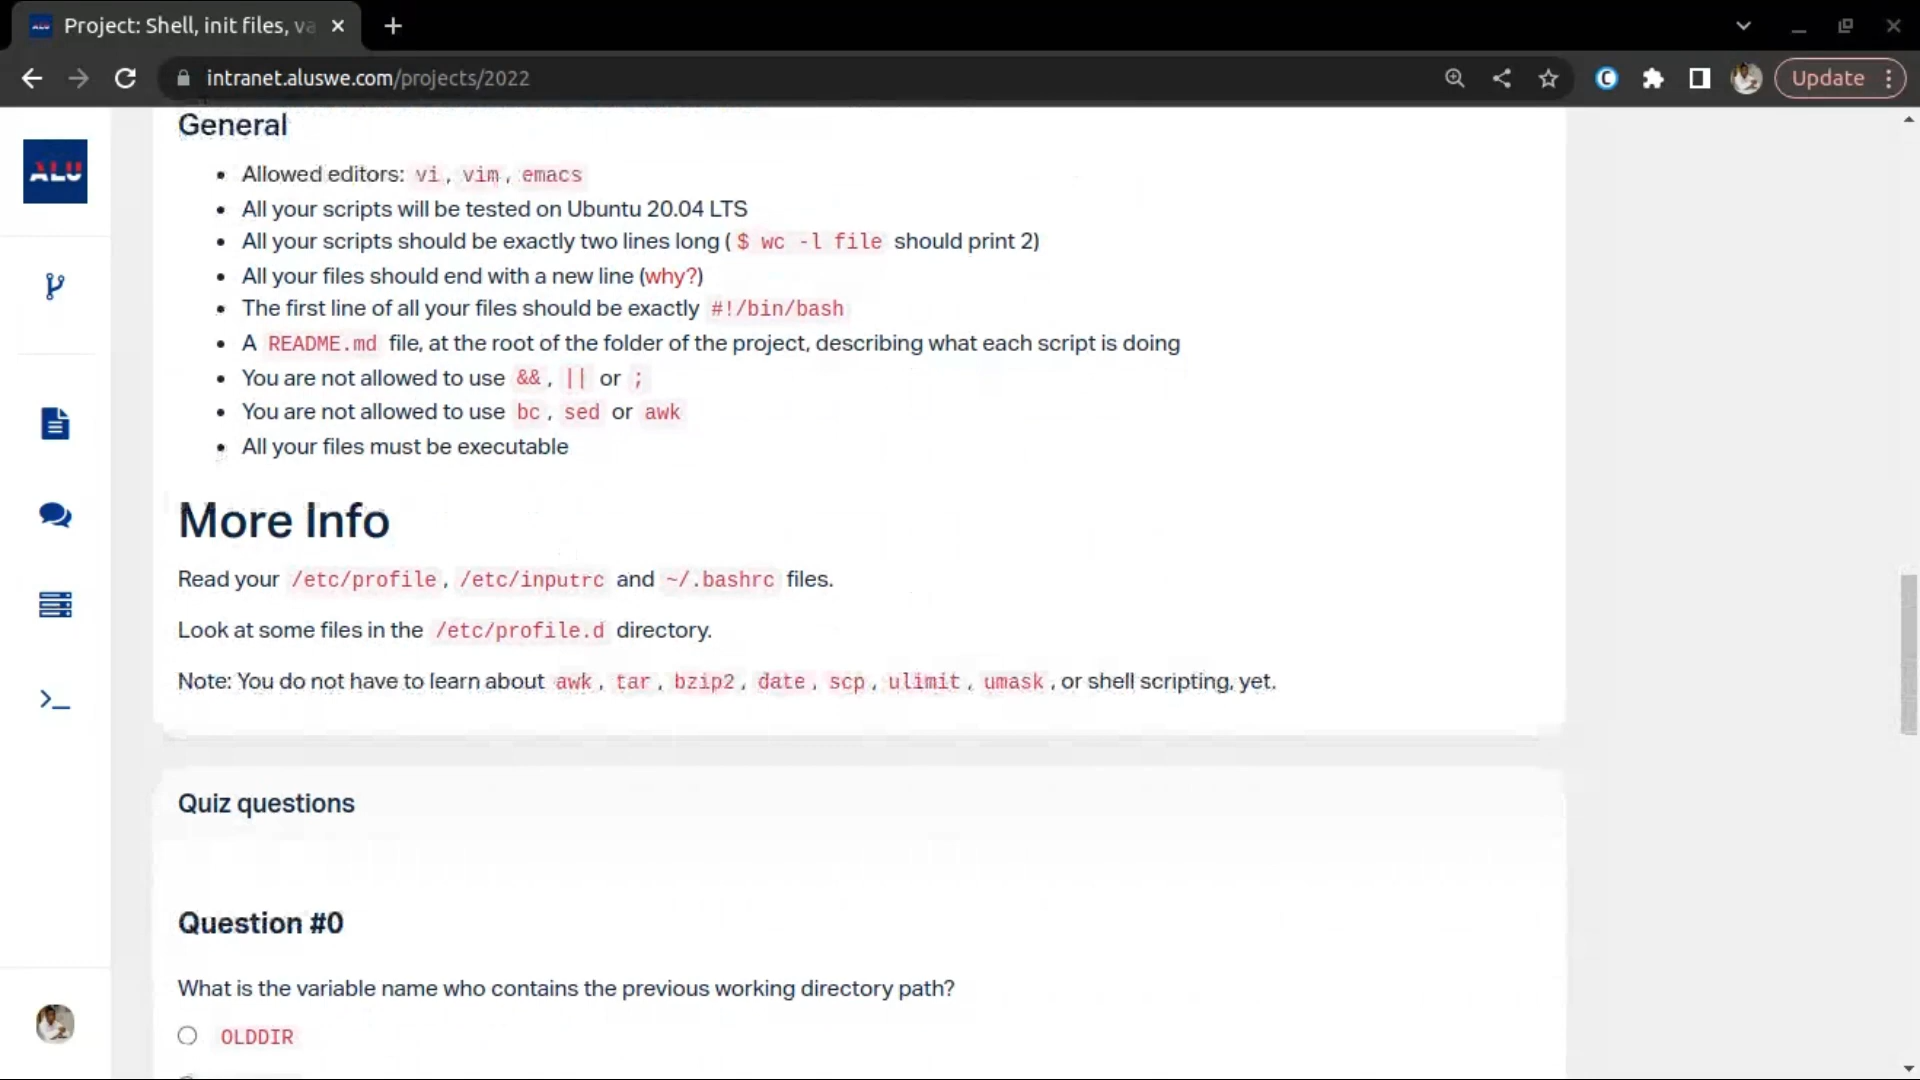 Project: Shell, init files, va
intranet.aluswe.com/projects/2022
Update
ALU
General
Allowed editors: vi, vim, emacs
All your scripts will be tested on Ubuntu 20.04 LTS
All your scripts should be exactly two lines long ( $ wc -l file should print 2)
All your files should end with a new line (why?)
The first line of all your files should be exactly #!/bin/bash
A README.md file, at the root of the folder of the project, describing what each script is doing
You are not allowed to use &&, || or ;
You are not allowed to use bc, sed or awk
All your files must be executable
More Info
Read your /etc/profile, /etc/inputrc and ~/.bashrc files.
Look at some files in the /etc/profile.d directory.
Note: You do not have to learn about awk, tar, bzip2, date, scp, ulimit, umask, or shell scripting, yet.
Quiz questions
Question #0
What is the variable name who contains the previous working directory path?
OLDDIR